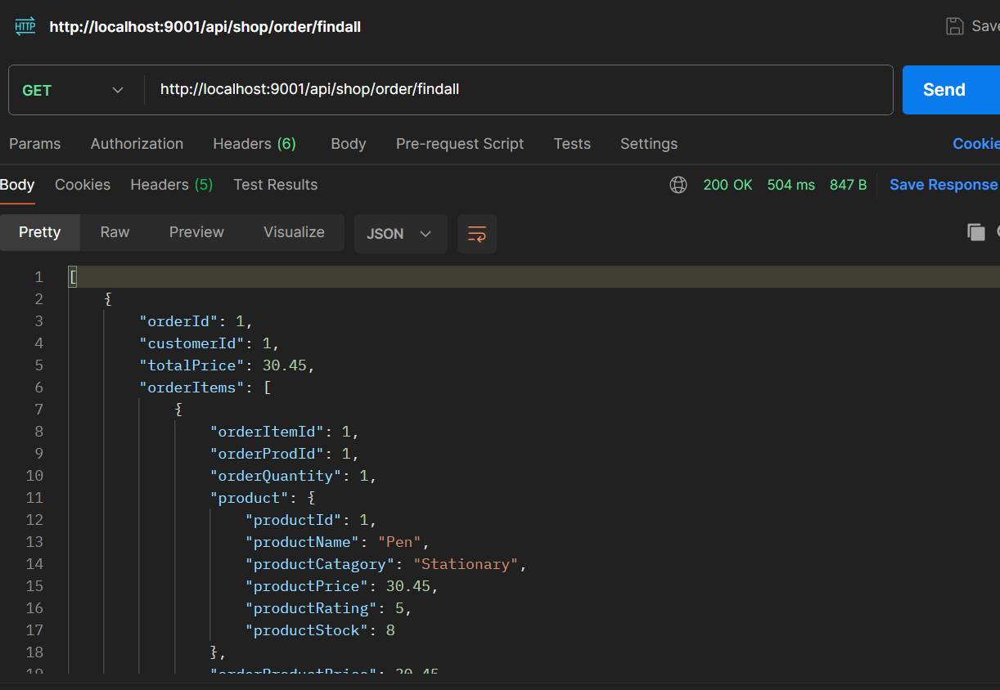 HTTP http://localhost:9001/api/shop/order/findall Save
GET http://localhost:9001/api/shop/order/findall Send
Params Authorization Headers (6) Body Pre-request Script Tests Settings Cookie
Body Cookies Headers (5) Test Results 200 OK 504 ms 847 B Save Response
Pretty Raw Preview Visualize JSON
1 [
2 {
3 "orderId": 1,
4 "customerId": 1,
5 "totalPrice": 30.45,
6 "orderItems": [
7 {
8 "orderItemId": 1,
9 "orderProdId": 1,
10 "orderQuantity": 1,
11 "product": {
12 "productId": 1,
13 "productName": "Pen",
14 "productCatagory": "Stationary",
15 "productPrice": 30.45,
16 "productRating": 5,
17 "productStock": 8
18 },
19 "orderProductPrice": 30.45